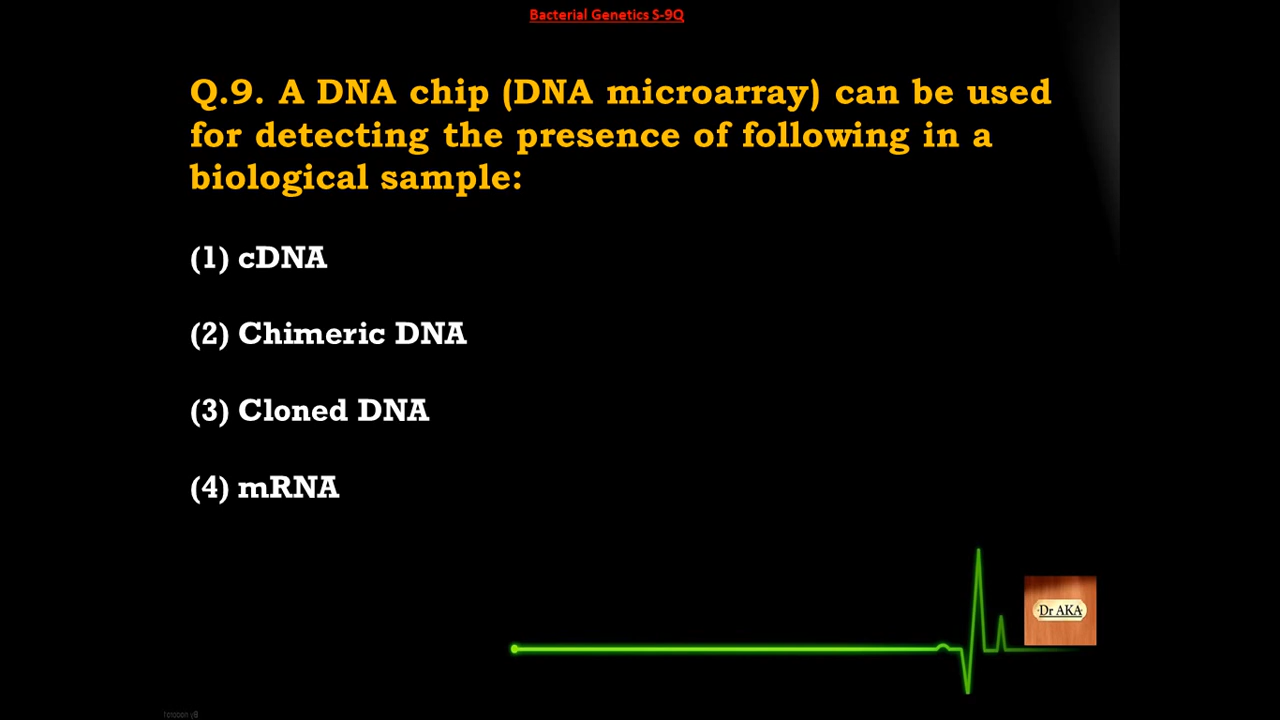 Bacterial Genetics S-9Q
Q.9. A DNA chip (DNA microarray) can be used
for detecting the presence of following in a
biological sample:
(1) cDNA
(2) Chimeric DNA
(3) Cloned DNA
(4) mRNA
Dr AKA